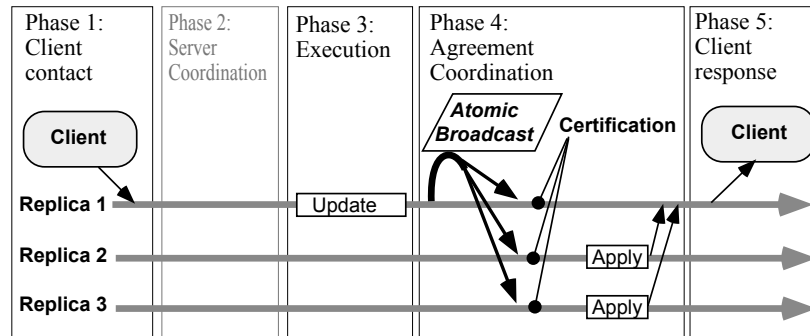 Phase 1:
Client
contact
Phase 2:
Server
Coordination
Phase 3:
Execution
Phase 4:
Agreement
Coordination
Phase 5:
Client
response
Client
Atomic
Broadcast
Certification
Client
Replica 1
Update
Replica 2
Apply
Replica 3
Apply